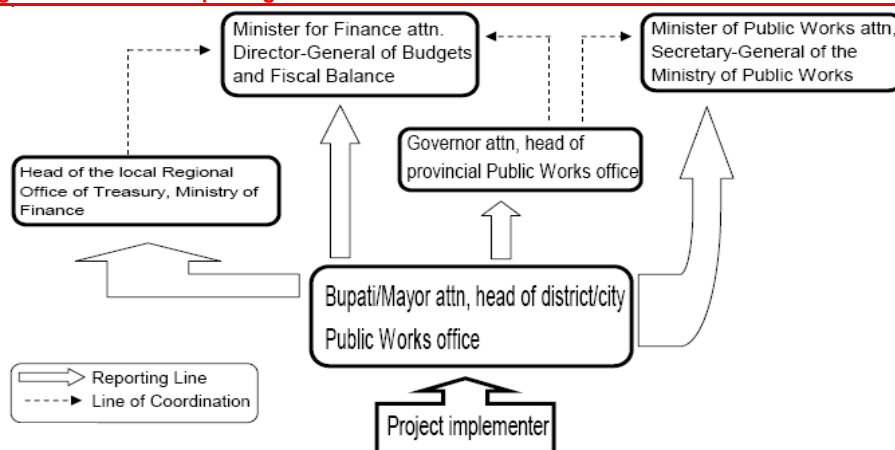 Minister for Finance attn.
Director-General of Budgets
and Fiscal Balance
Minister of Public Works attn,
Secretary-General of the
Ministry of Public Works
Governor attn, head of
provincial Public Works office
Head of the local Regional
Office of Treasury, Ministry of
Finance
Bupati/Mayor attn, head of district/city
Public Works office
Reporting Line
Line of Coordination
Project implementer